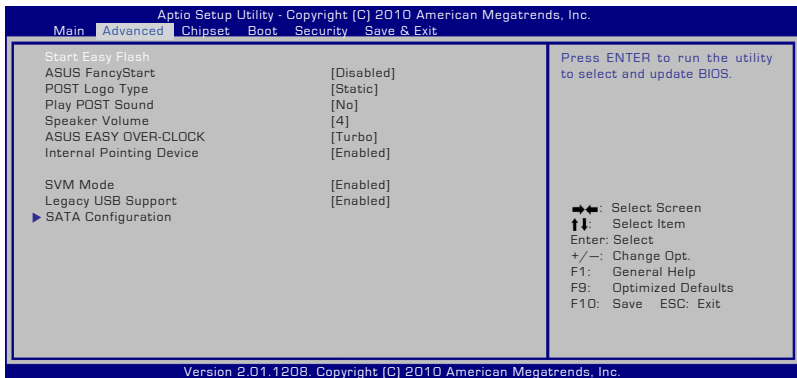 Aptio Setup Utility - Copyright (C) 2010 American Megatrends, Inc.
Main Advanced Chipset Boot Security Save & Exit
Start Easy Flash
ASUS FancyStart [Disabled]
POST Logo Type [Static]
Play POST Sound [No]
Speaker Volume [4]
ASUS EASY OVER-CLOCK [Turbo]
Internal Pointing Device [Enabled]
SVM Mode [Enabled]
Legacy USB Support [Enabled]
SATA Configuration
Press ENTER to run the utility
to select and update BIOS.
→←: Select Screen
↑↓: Select Item
Enter: Select
+/—: Change Opt.
F1: General Help
F9: Optimized Defaults
F10: Save ESC: Exit
Version 2.01.1208. Copyright (C) 2010 American Megatrends, Inc.